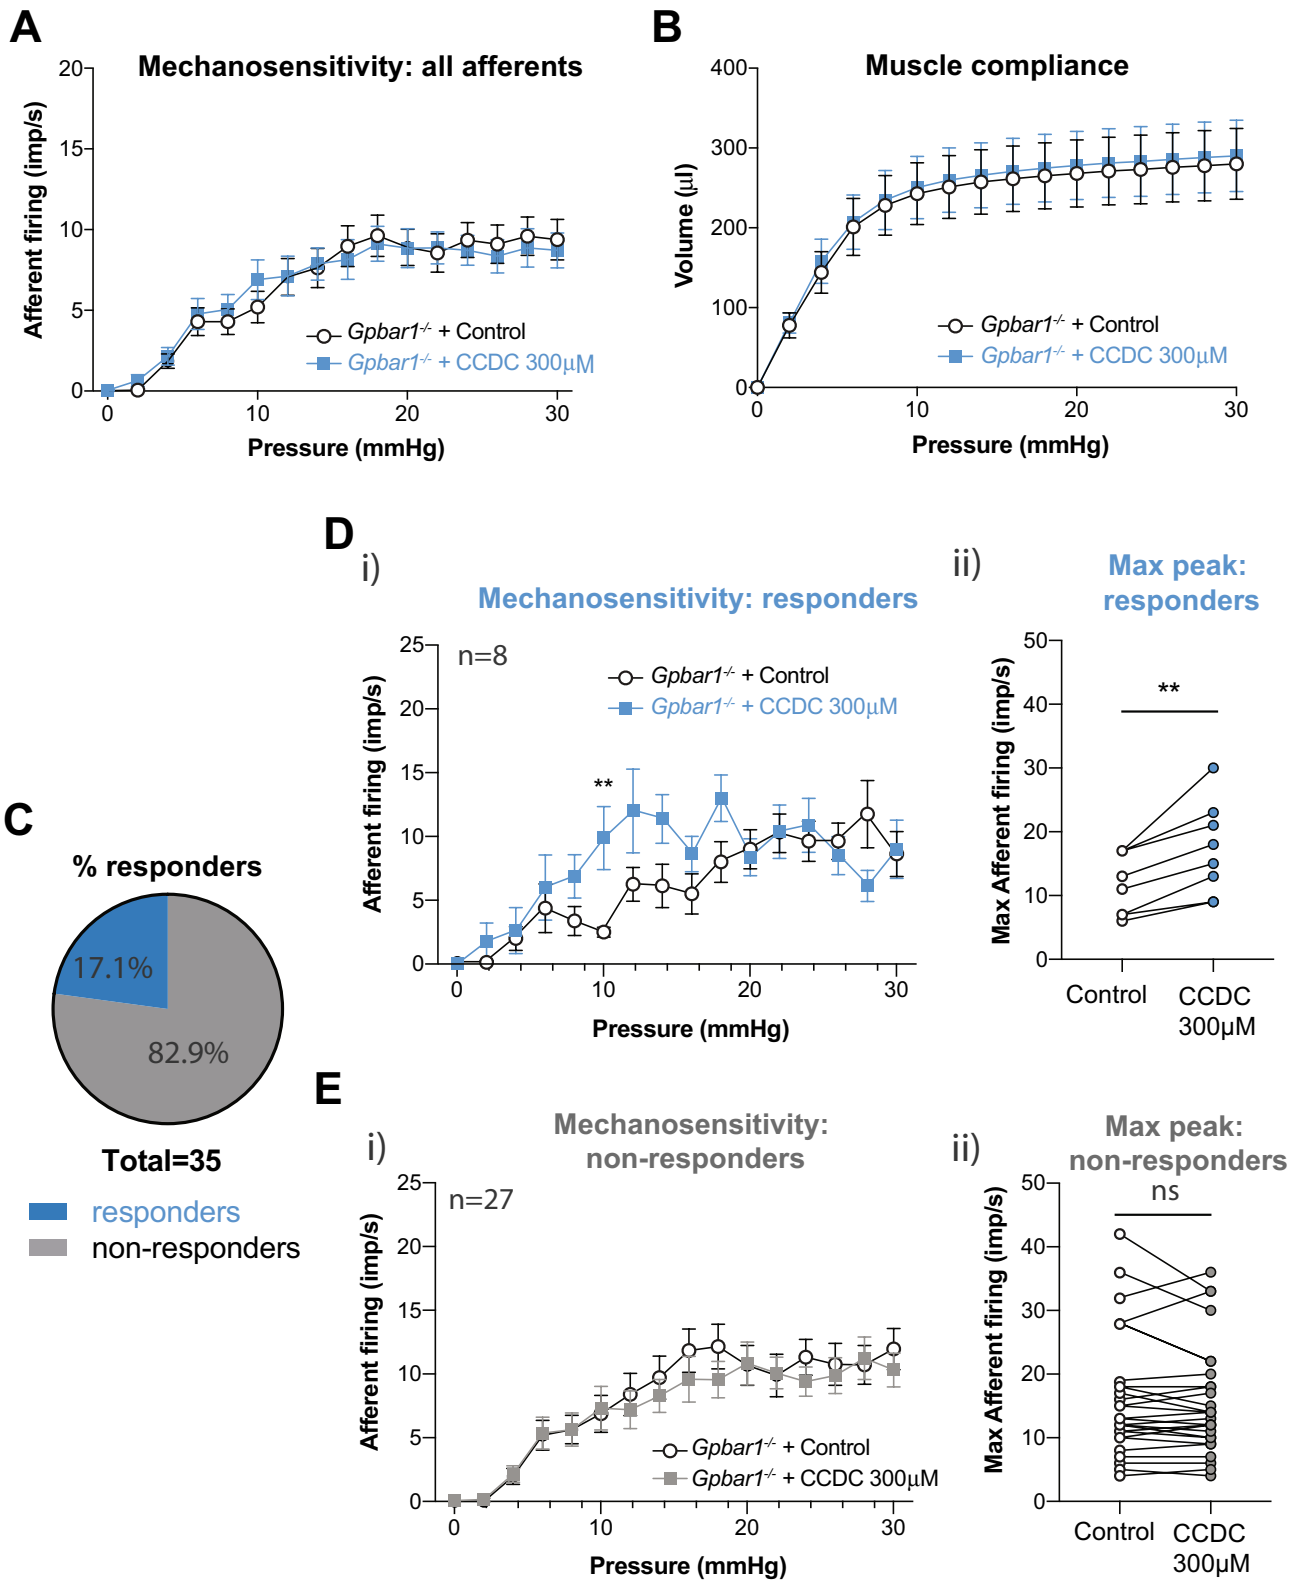 A
Mechanosensitivity: all afferents
20
15
10
5
0
Afferent firing (imp/s)
Gpbar1-/- + Control
Gpbar1-/- + CCDC 300µM
0 10 20 30
Pressure (mmHg)
B
Muscle compliance
400
300
200
100
0
Volume (µl)
Gpbar1-/- + Control
Gpbar1-/- + CCDC 300µM
0 10 20 30
Pressure (mmHg)
C
% responders
17.1%
82.9%
Total=35
responders
non-responders
D
i)
Mechanosensitivity: responders
25
20
15
10
5
0
Afferent firing (imp/s)
n=8
Gpbar1-/- + Control
Gpbar1-/- + CCDC 300µM
**
0 10 20 30
Pressure (mmHg)
ii)
Max peak:
responders
50
40
30
20
10
0
Max Afferent firing (imp/s)
**
Control CCDC
300µM
E
i)
Mechanosensitivity:
non-responders
25
20
15
10
5
0
Afferent firing (imp/s)
n=27
Gpbar1-/- + Control
Gpbar1-/- + CCDC 300µM
0 10 20 30
Pressure (mmHg)
ii)
Max peak:
non-responders
ns
50
40
30
20
10
0
Max Afferent firing (imp/s)
Control CCDC
300µM